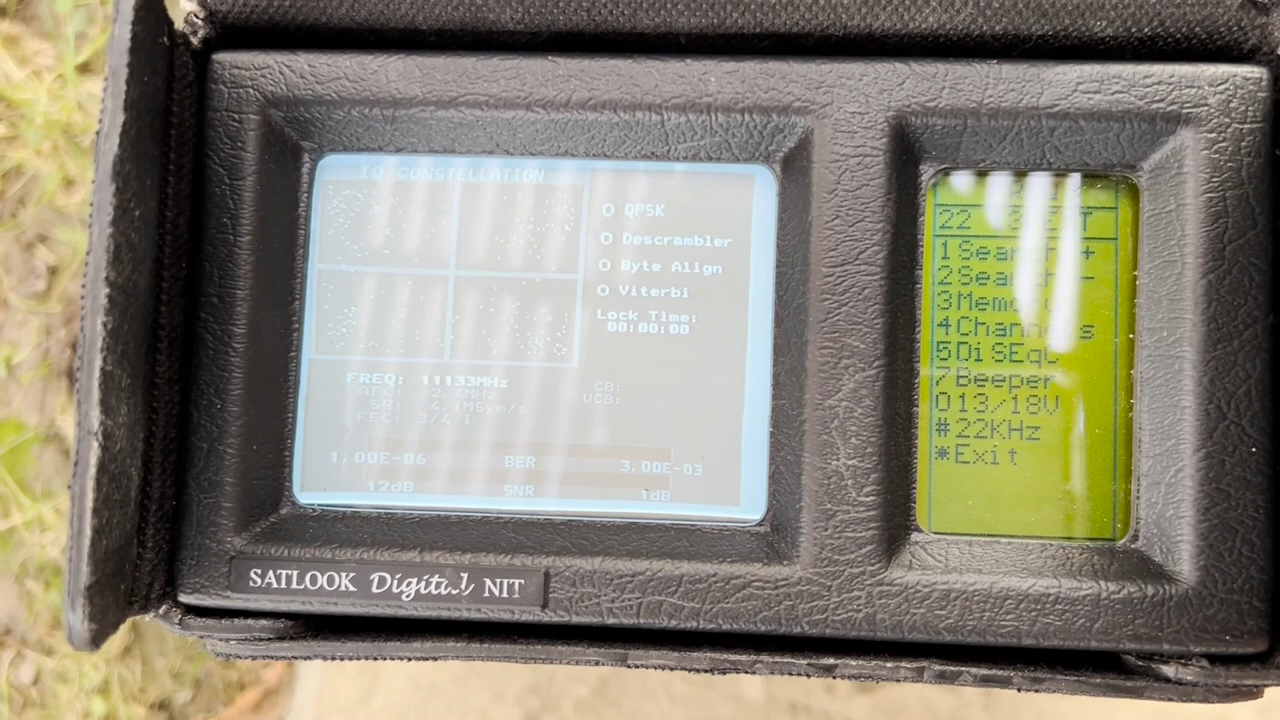 IQ CONSTELLATION
O QPSK
O Descrambler
O Byte Align
O Viterbi
Lock Time:
00:00:00
FREQ: 11133MHz
AFC: -2.4MHz
SR: 4.1MSym/s
FEC: 3/4
CB:
UCB:
1.00E-06 BER 3.00E-03
12dB SNR 1dB
SATLOOK Digital NIT
22
1Search+
2Search-
3Memory
4Channels
5DiSEqC
7Beeper
013/18V
#22KHz
*Exit